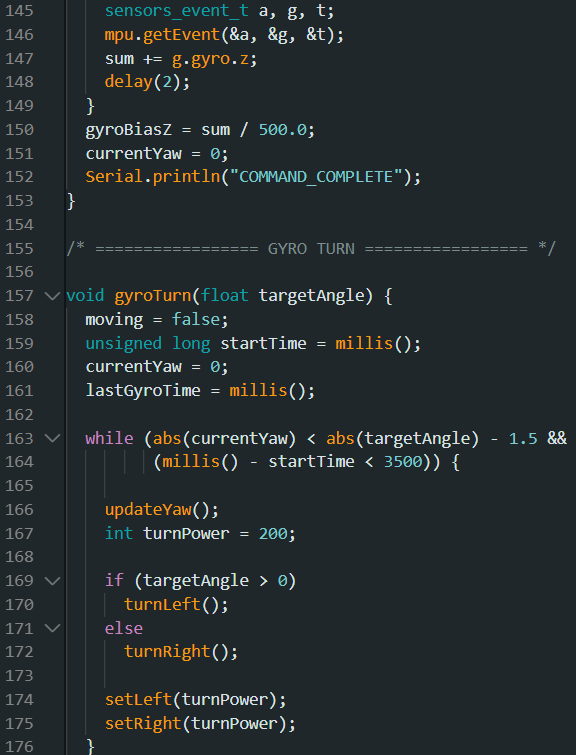 145 sensors_event_t a, g, t;
146 mpu.getEvent(&a, &g, &t);
147 sum += g.gyro.z;
148 delay(2);
149 }
150 gyroBiasZ = sum / 500.0;
151 currentYaw = 0;
152 Serial.println("COMMAND_COMPLETE");
153 }
154
155 /* ================= GYRO TURN ================= */
156
157 void gyroTurn(float targetAngle) {
158 moving = false;
159 unsigned long startTime = millis();
160 currentYaw = 0;
161 lastGyroTime = millis();
162
163 while (abs(currentYaw) < abs(targetAngle) - 1.5 &&
164 (millis() - startTime < 3500)) {
165
166 updateYaw();
167 int turnPower = 200;
168
169 if (targetAngle > 0)
170 turnLeft();
171 else
172 turnRight();
173
174 setLeft(turnPower);
175 setRight(turnPower);
176 }